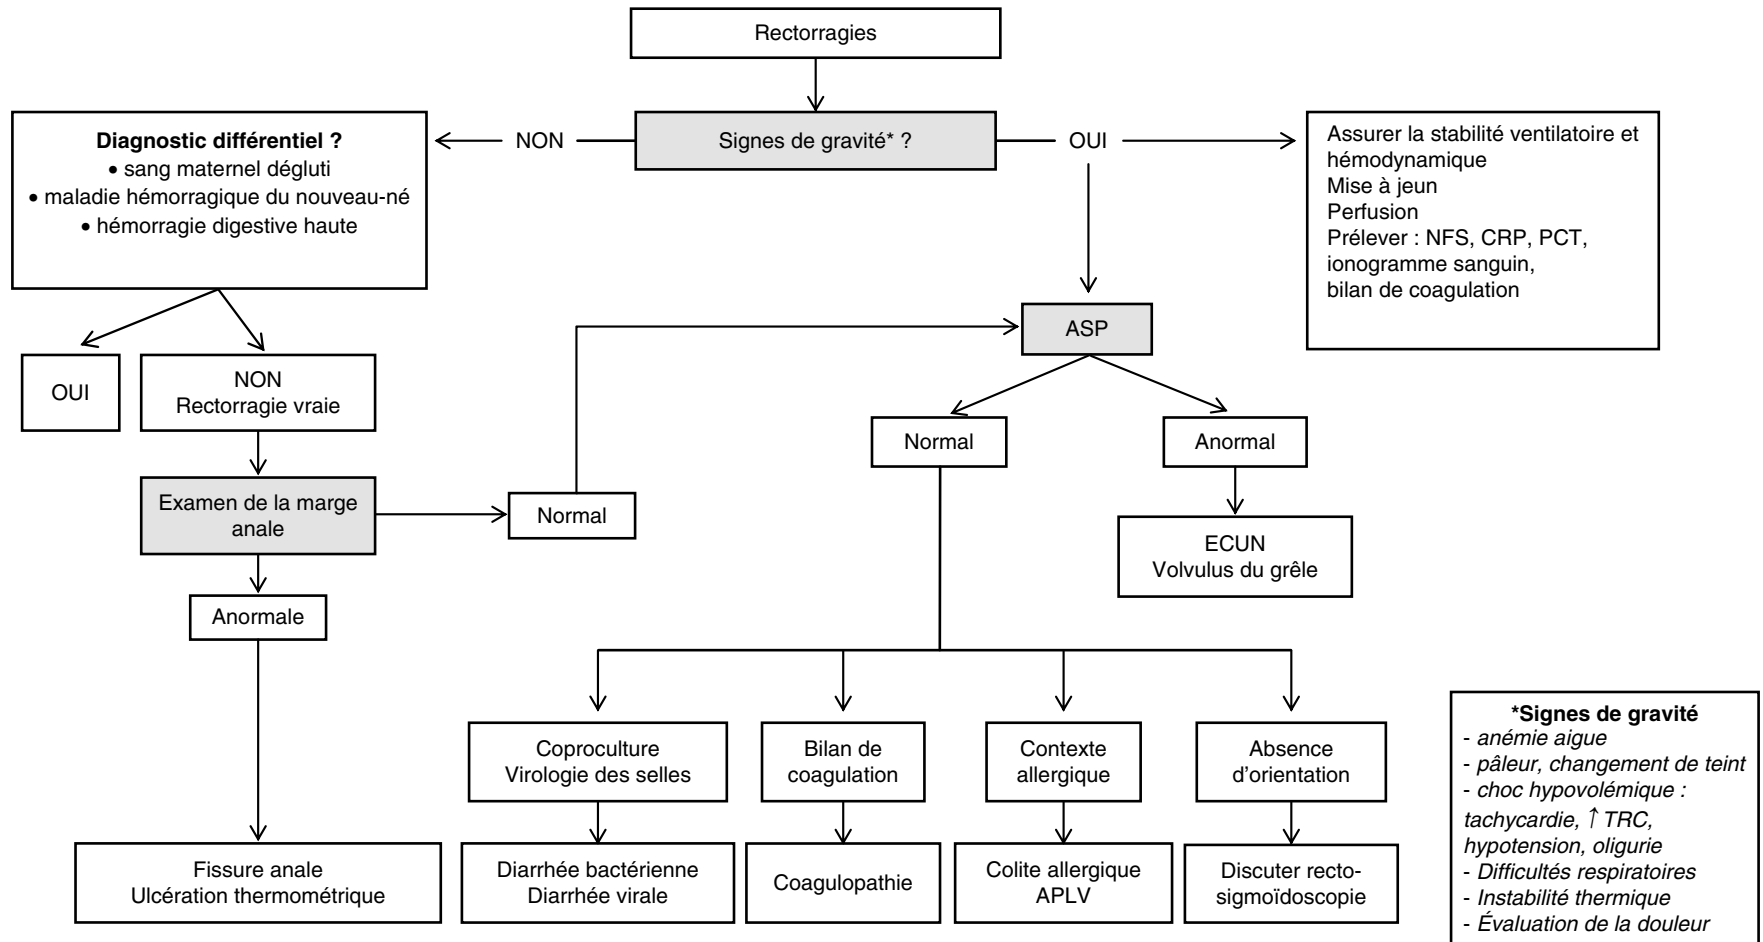 Rectorragies
Diagnostic différentiel ?
• sang maternel dégluti
• maladie hémorragique du nouveau-né
• hémorragie digestive haute
NON
Signes de gravité* ?
OUI
Assurer la stabilité ventilatoire et
hémodynamique
Mise à jeun
Perfusion
Prélever : NFS, CRP, PCT,
ionogramme sanguin,
bilan de coagulation
ASP
OUI
NON
Rectorragie vraie
Normal
Anormal
Examen de la marge
anale
Normal
ECUN
Volvulus du grêle
Anormale
Coproculture
Virologie des selles
Bilan de
coagulation
Contexte
allergique
Absence
d'orientation
Fissure anale
Ulcération thermométrique
Diarrhée bactérienne
Diarrhée virale
Coagulopathie
Colite allergique
APLV
Discuter recto-
sigmoïdoscopie
*Signes de gravité
- anémie aigue
- pâleur, changement de teint
- choc hypovolémique :
tachycardie, ↑ TRC,
hypotension, oligurie
- Difficultés respiratoires
- Instabilité thermique
- Évaluation de la douleur